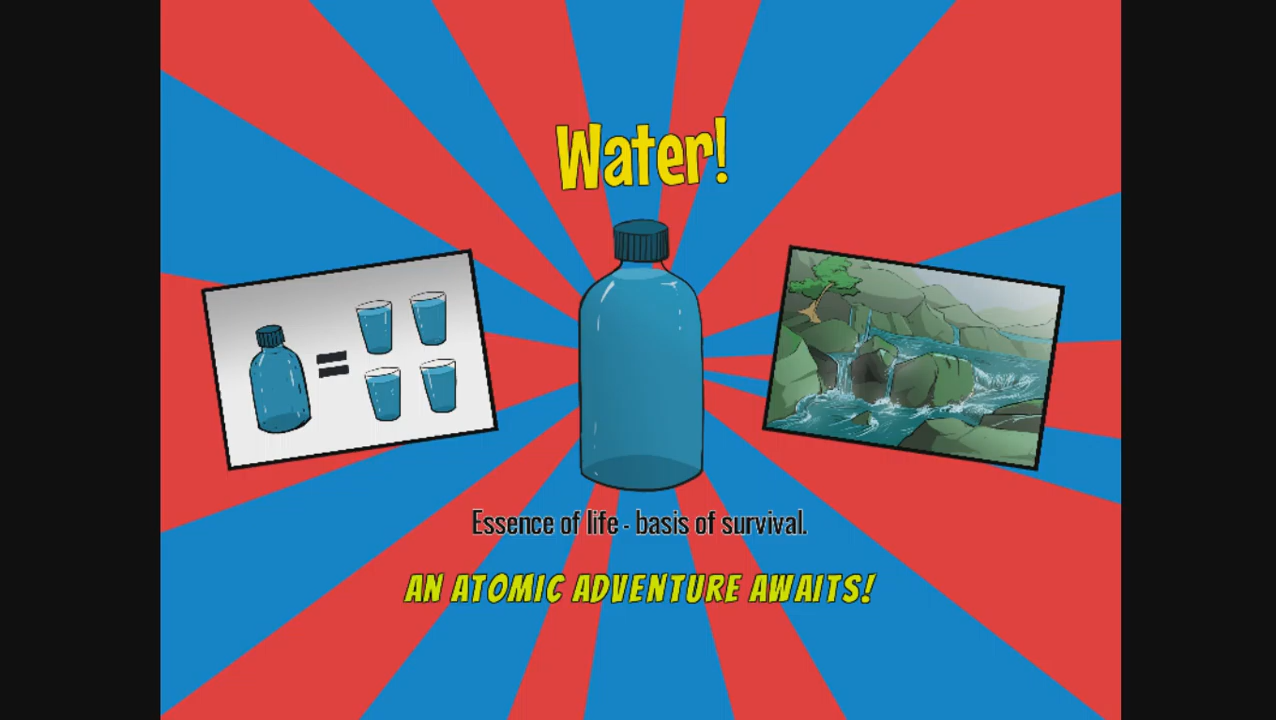 Water!
Essence of life - basis of survival.
AN ATOMIC ADVENTURE AWAITS!